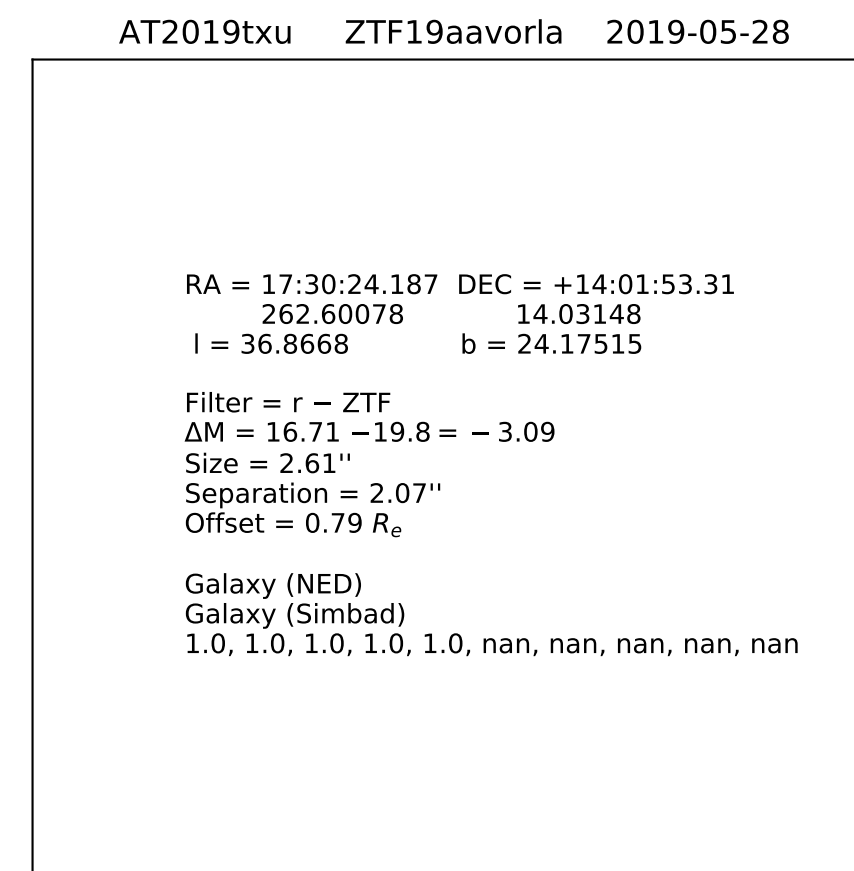 AT2019txu ZTF19aavorla 2019-05-28
RA = 17:30:24.187 DEC = +14:01:53.31
262.60078 14.03148
l = 36.8668 b = 24.17515
Filter = r − ZTF
ΔM = 16.71 −19.8 = − 3.09
Size = 2.61''
Separation = 2.07''
Offset = 0.79 Re
Galaxy (NED)
Galaxy (Simbad)
1.0, 1.0, 1.0, 1.0, 1.0, nan, nan, nan, nan, nan